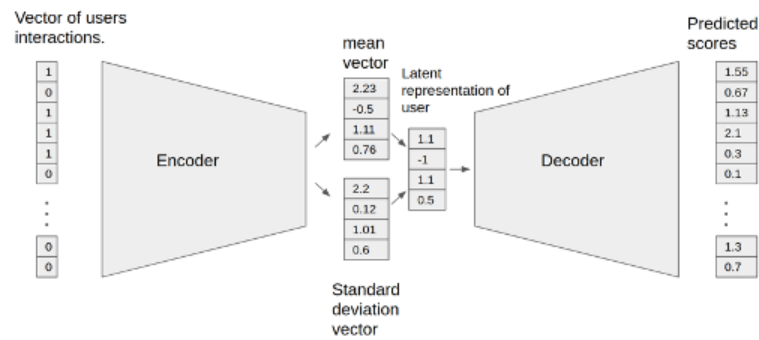 Vector of users
interactions.
1
0
1
1
1
0
0
0
Encoder
mean
vector
2.23
-0.5
1.11
0.76
2.2
0.12
1.01
0.6
Standard
deviation
vector
Latent
representation of
user
1.1
-1
1.1
0.5
Decoder
Predicted
scores
1.55
0.67
1.13
2.1
0.3
0.1
1.3
0.7